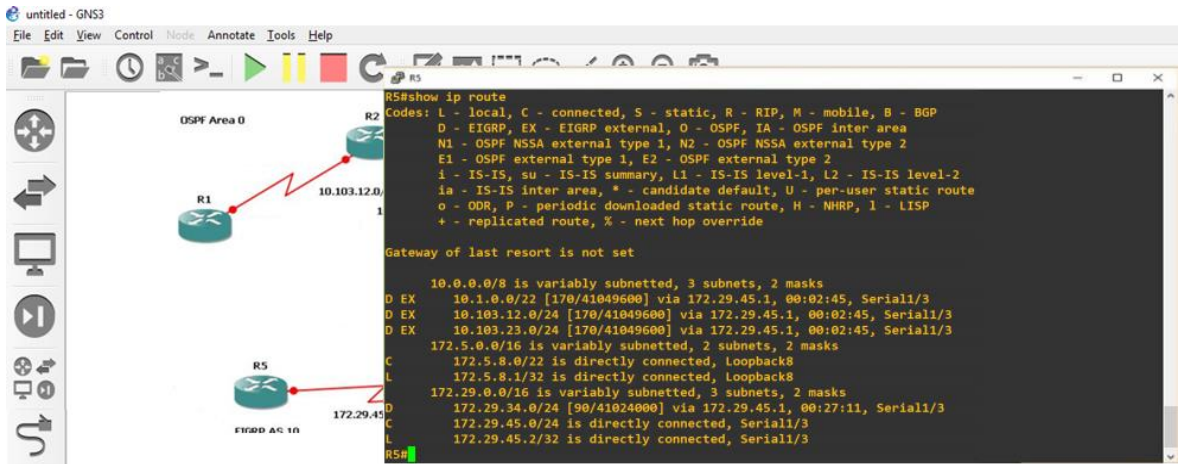 untitled - GNS3
File Edit View Control Node Annotate Tools Help
R5
OSPF Area 0
R2
R1
10.103.12.0/
1
R5
172.29.45
EIGRP AS 10
R5#show ip route
Codes: L - local, C - connected, S - static, R - RIP, M - mobile, B - BGP
D - EIGRP, EX - EIGRP external, O - OSPF, IA - OSPF inter area
N1 - OSPF NSSA external type 1, N2 - OSPF NSSA external type 2
E1 - OSPF external type 1, E2 - OSPF external type 2
i - IS-IS, su - IS-IS summary, L1 - IS-IS level-1, L2 - IS-IS level-2
ia - IS-IS inter area, * - candidate default, U - per-user static route
o - ODR, P - periodic downloaded static route, H - NHRP, l - LISP
+ - replicated route, % - next hop override
Gateway of last resort is not set
10.0.0.0/8 is variably subnetted, 3 subnets, 2 masks
D EX 10.1.0.0/22 [170/41049600] via 172.29.45.1, 00:02:45, Serial1/3
D EX 10.103.12.0/24 [170/41049600] via 172.29.45.1, 00:02:45, Serial1/3
D EX 10.103.23.0/24 [170/41049600] via 172.29.45.1, 00:02:45, Serial1/3
172.5.0.0/16 is variably subnetted, 2 subnets, 2 masks
C 172.5.8.0/22 is directly connected, Loopback8
L 172.5.8.1/32 is directly connected, Loopback8
172.29.0.0/16 is variably subnetted, 3 subnets, 2 masks
D 172.29.34.0/24 [90/41024000] via 172.29.45.1, 00:27:11, Serial1/3
C 172.29.45.0/24 is directly connected, Serial1/3
L 172.29.45.2/32 is directly connected, Serial1/3
R5#